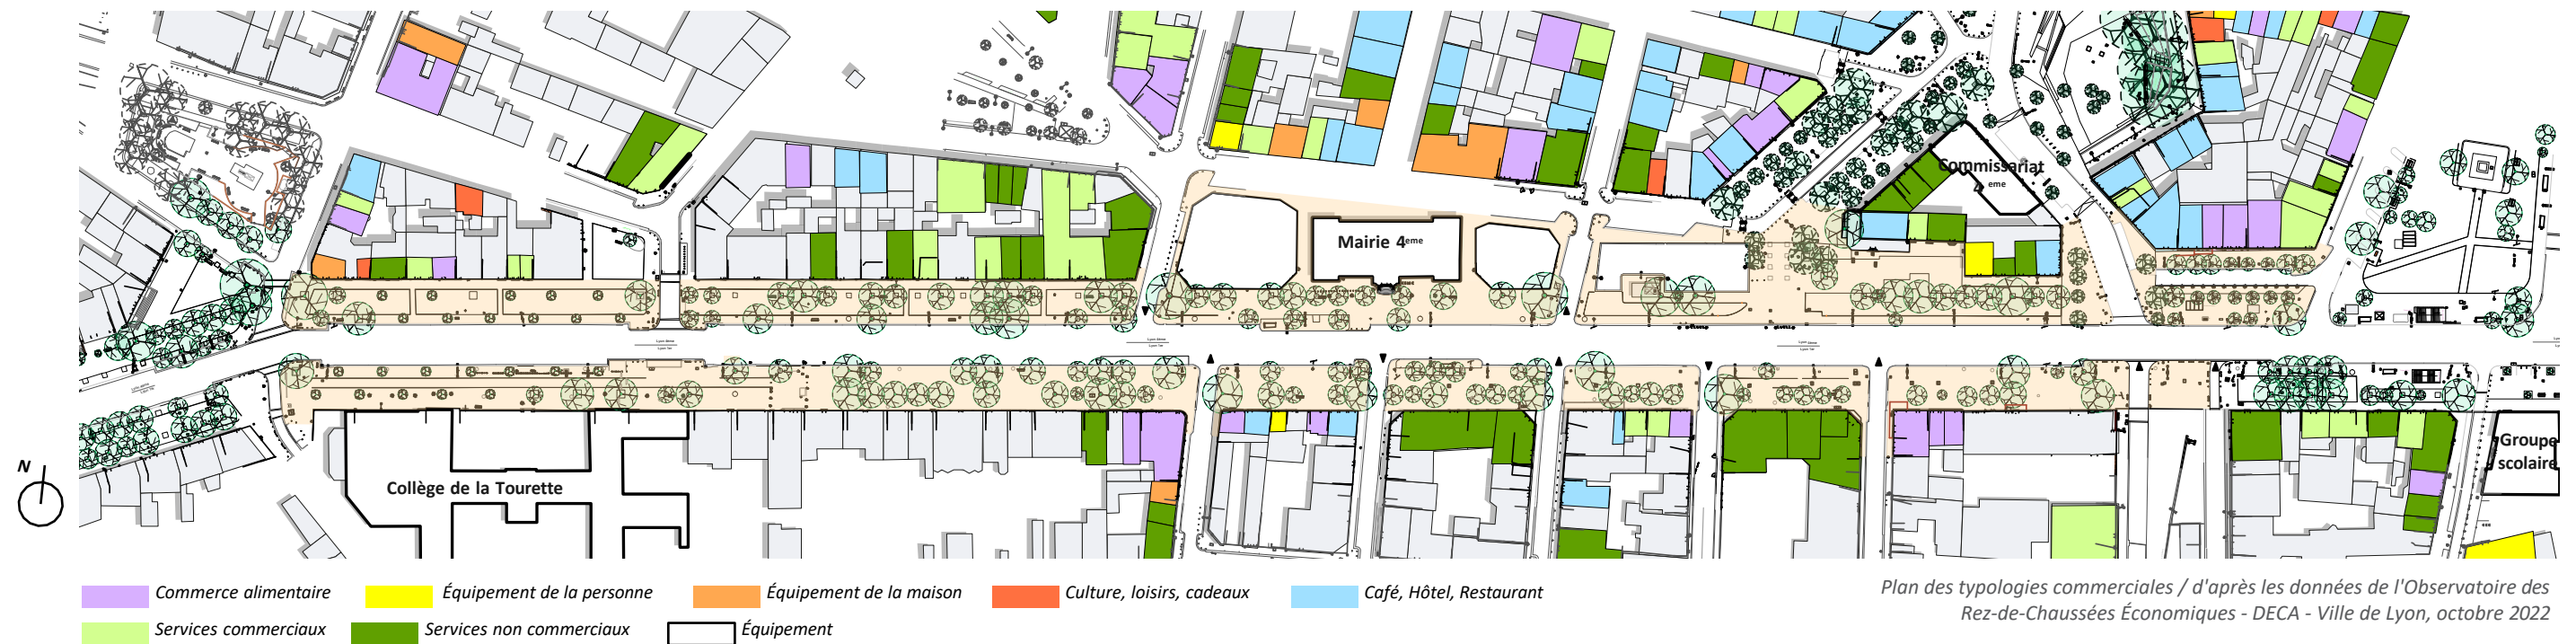 Commissariat
4eme
Mairie 4eme
Collège de la Tourette
Groupe
scolaire
N
Commerce alimentaire
Équipement de la personne
Équipement de la maison
Culture, loisirs, cadeaux
Café, Hôtel, Restaurant
Services commerciaux
Services non commerciaux
Équipement
Plan des typologies commerciales / d'après les données de l'Observatoire des
Rez-de-Chaussées Économiques - DECA - Ville de Lyon, octobre 2022